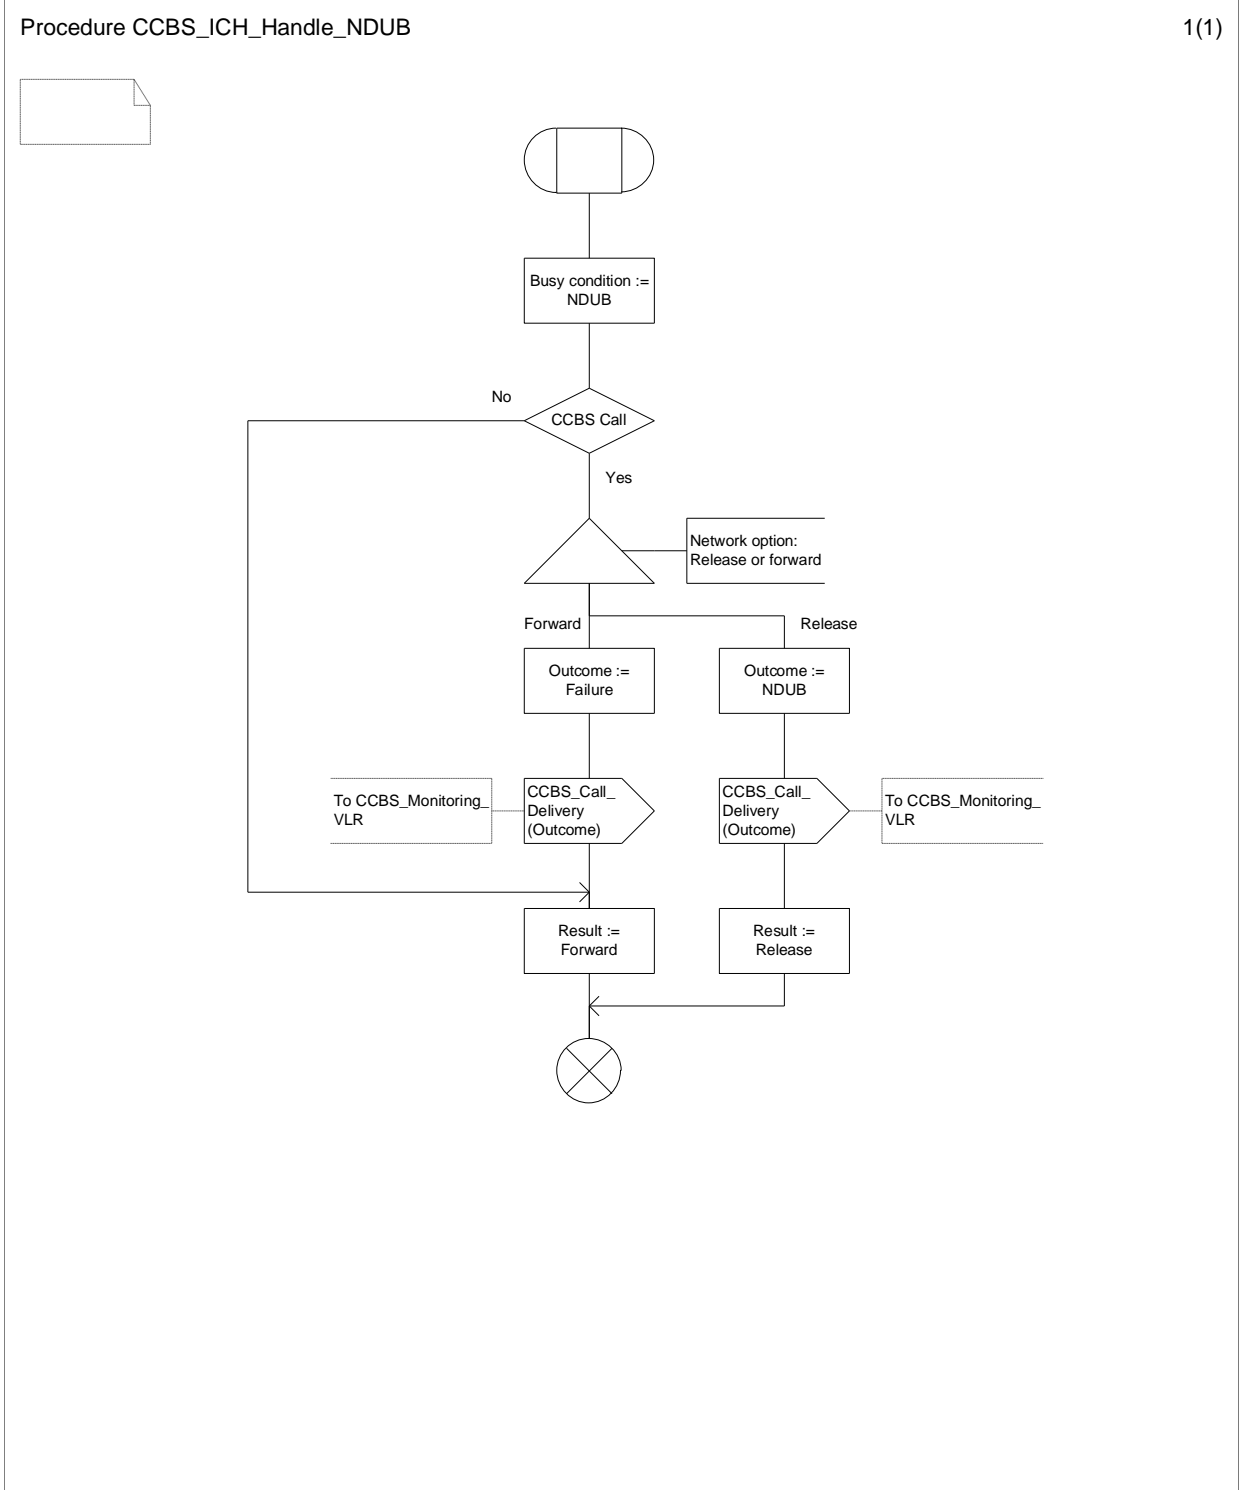 Procedure CCBS_ICH_Handle_NDUB
1(1)
Busy condition :=
NDUB
No
CCBS Call
Yes
Network option:
Release or forward
Forward
Release
Outcome :=
Failure
Outcome :=
NDUB
To CCBS_Monitoring_
VLR
CCBS_Call_
Delivery
(Outcome)
CCBS_Call_
Delivery
(Outcome)
To CCBS_Monitoring_
VLR
Result :=
Forward
Result :=
Release